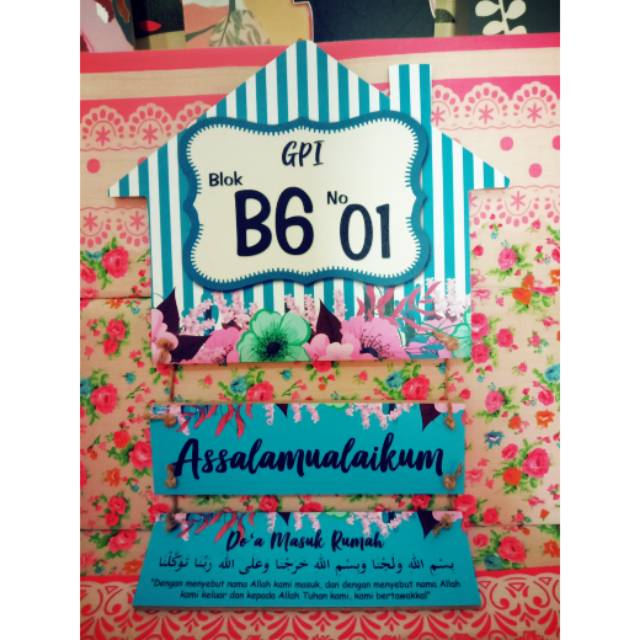 GPI
Blok B6 No 01
Assalamualaikum
Do'a Masuk Rumah
بسْمِ الله وَلَجْنَا وَبِسْمِ الله خَرَجْنَا وَعَلَى الله رَبِّنَا تَوَكَّلْنَا
"Dengan menyebut nama Allah kami masuk, dan dengan menyebut nama Allah
kami keluar dan kepada Allah Tuhan kami, kami bertawakkal"